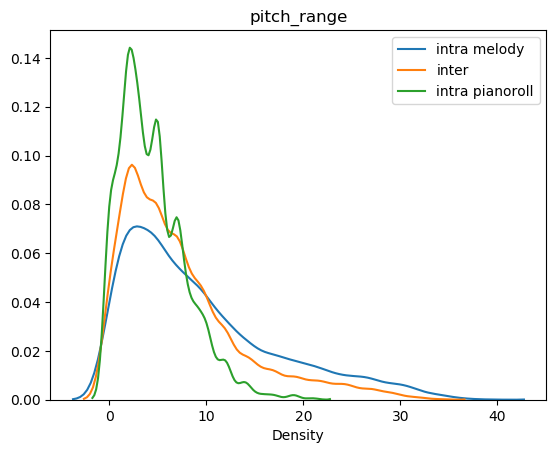 pitch_range
intra melody
inter
intra pianoroll
0.14
0.12
0.10
0.08
0.06
0.04
0.02
0.00
0 10 20 30 40
Density